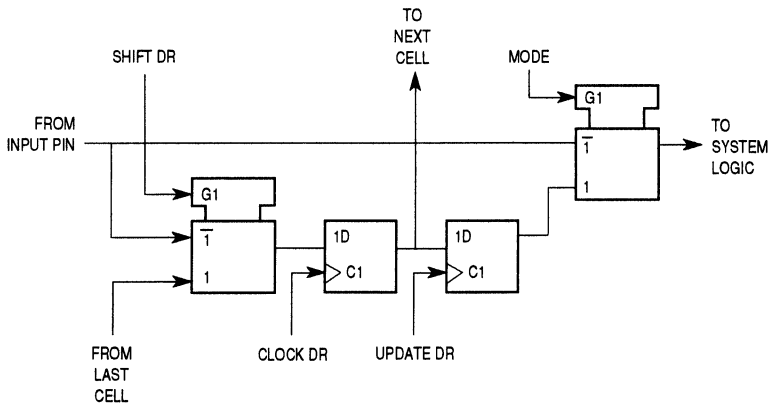 TO
NEXT
CELL
SHIFT DR
MODE
G1
FROM
INPUT PIN
TO
SYSTEM
LOGIC
1
1
G1
1
1
1D
C1
1D
C1
FROM
LAST
CELL
CLOCK DR
UPDATE DR